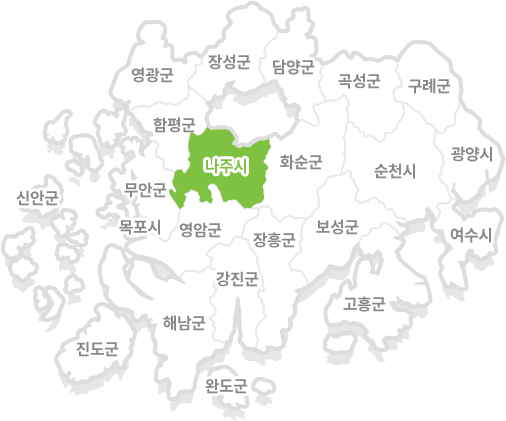 장성군
담양군
영광군
곡성군
구례군
함평군
광양시
나주시
화순군
순천시
무안군
신안군
목포시
영암군
보성군
여수시
장흥군
강진군
고흥군
해남군
진도군
완도군